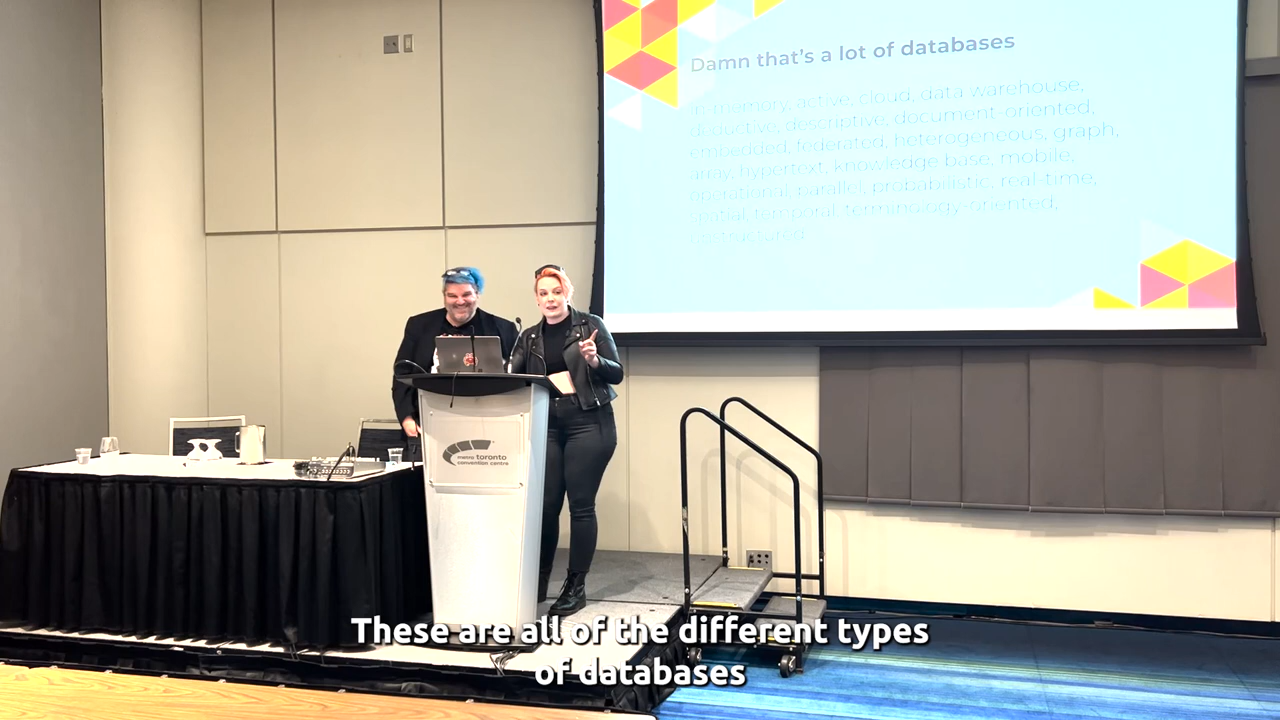 Damn that's a lot of databases
in-memory, active, cloud, data warehouse,
deductive, descriptive, document-oriented,
embedded, federated, heterogeneous, graph,
array, hypertext, knowledge base, mobile,
operational, parallel, probabilistic, real-time,
spatial, temporal, terminology-oriented,
unstructured
metro toronto
convention centre
These are all of the different types
of databases